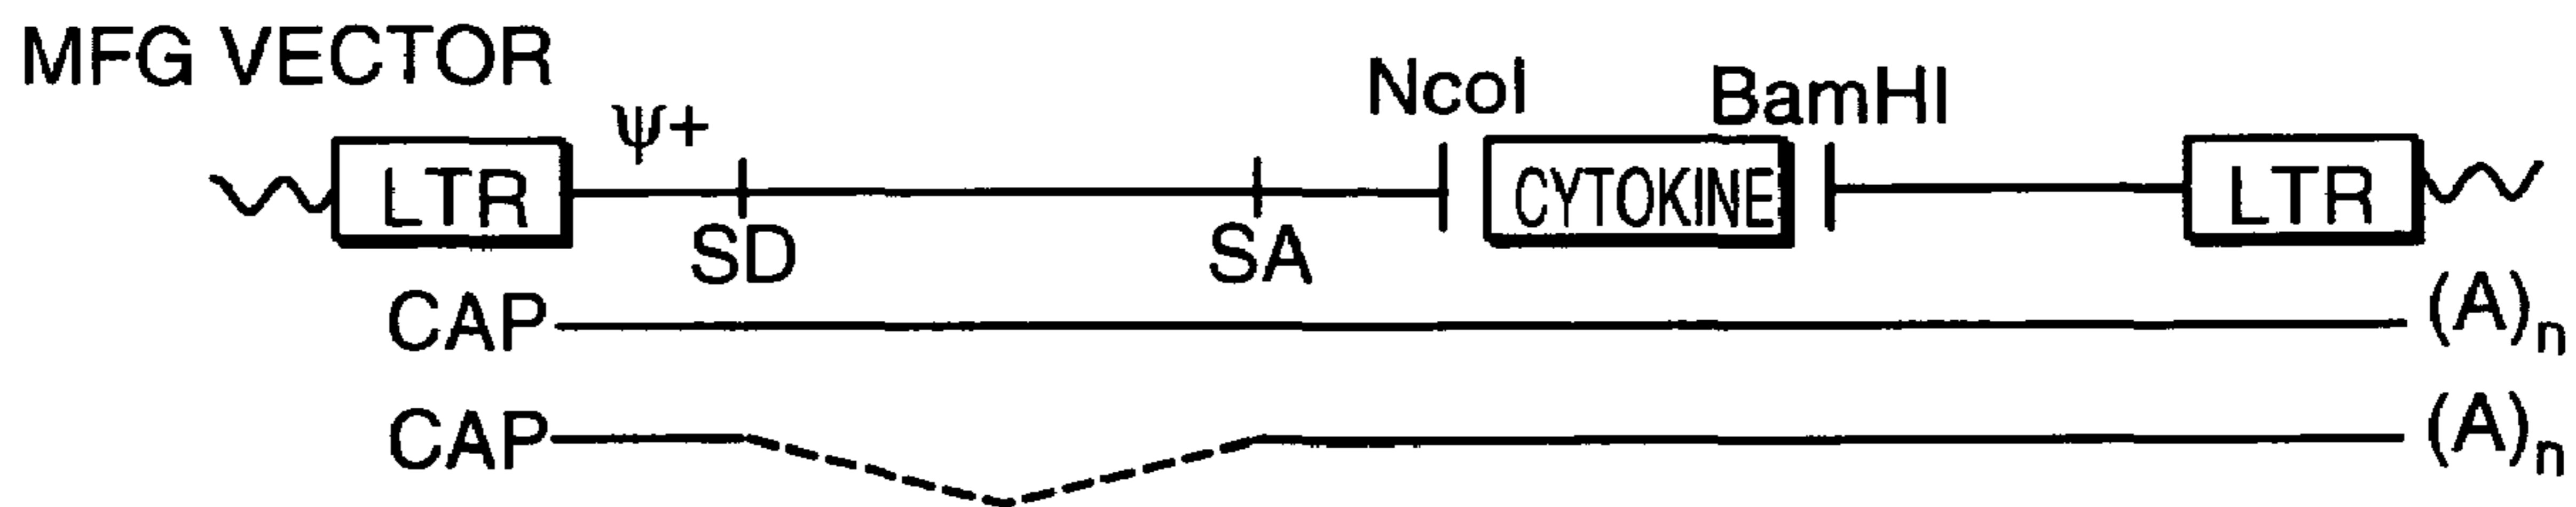 MFG VECTOR
ψ+ NcoI BamHI
LTR CYTOKINE LTR
SD SA
CAP (A)n
CAP (A)n